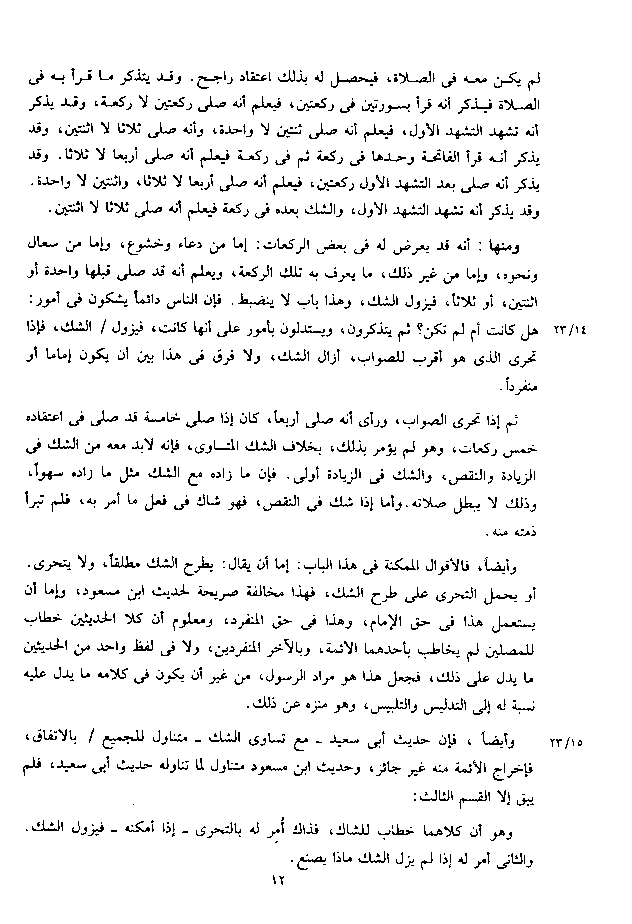 لم يكن معه فى الصلاة، فيحصل له بذلك اعتقاد راجح. وقد يتذكر ما قرأ به فى
الصلاة فيذكر أنه قرأ بسورتين فى ركعتين، فيعلم أنه صلى ركعتين لا ركعة، وقد يذكر
أنه تشهد التشهد الأول، فيعلم أنه صلى ثنتين لا واحدة، وأنه صلى ثلاثا لا اثنتين، وقد
يذكر أنه قرأ الفاتحة وحدها فى ركعة ثم فى ركعة فيعلم أنه صلى أربعا لا ثلاثا. وقد
يذكر أنه صلى بعد التشهد الأول ركعتين، فيعلم أنه صلى أربعا لا ثلاثا، واثنتين لا واحدة.
وقد يذكر أنه تشهد التشهد الأول، والشك بعده فى ركعة فيعلم أنه صلى ثلاثا لا اثنتين.
ومنها : أنه قد يعرض له فى بعض الركعات: إما من دعاء وخشوع، وإما من سعال
ونحوه، وإما من غير ذلك، ما يعرف به تلك الركعة، ويعلم أنه قد صلى قبلها واحدة أو
اثنتين، أو ثلاثاً، فيزول الشك، وهذا باب لا ينضبط. فإن الناس دائماً يشكون فى أمور:
٢٣/١٤ هل كانت أم لم تكن؟ ثم يتذكرون، ويستدلون بأمور على أنها كانت، فيزول / الشك، فإذا
تحرى الذى هو أقرب للصواب، أزال الشك، ولا فرق فى هذا بين أن يكون إماما أو
منفرداً.
ثم إذا تحرى الصواب، ورأى أنه صلى أربعاً، كان إذا صلى خامسة قد صلى فى اعتقاده
خمس ركعات، وهو لم يؤمر بذلك، بخلاف الشك المتساوى، فإنه لابد معه من الشك فى
الزيادة والنقص، والشك فى الزيادة أولى. فإن ما زاده مع الشك مثل ما زاده سهواً،
وذلك لا يبطل صلاته. وأما إذا شك فى النقص، فهو شاك فى فعل ما أمر به، فلم تبرأ
ذمته منه.
وأيضاً، فالأقوال الممكنة فى هذا الباب: إما أن يقال: يطرح الشك مطلقاً، ولا يتحرى.
أو يحمل التحرى على طرح الشك، فهذا مخالفة صريحة لحديث ابن مسعود، وإما أن
يستعمل هذا فى حق الإمام، وهذا فى حق المنفرد، ومعلوم أن كلا الحديثين خطاب
للمصلين لم يخاطب بأحدهما الأئمة، وبالآخر المنفردين، ولا فى لفظ واحد من الحديثين
ما يدل على ذلك، فجعل هذا هو مراد الرسول، من غير أن يكون فى كلامه ما يدل عليه
نسبة له إلى التدليس والتلبيس، وهو منزه عن ذلك.
٢٣/١٥ وأيضاً ، فإن حديث أبى سعيد ـ مع تساوى الشك ـ متناول للجميع / بالاتفاق،
فإخراج الأئمة منه غير جائز، وحديث ابن مسعود متناول لما تناوله حديث أبى سعيد، فلم
يبق إلا القسم الثالث:
وهو أن كلاهما خطاب للشاك، فذاك أُمِر له بالتحرى ـ إذا أمكنه ـ فيزول الشك.
والثانى أمر له إذا لم يزل الشك ماذا يصنع.
١٢